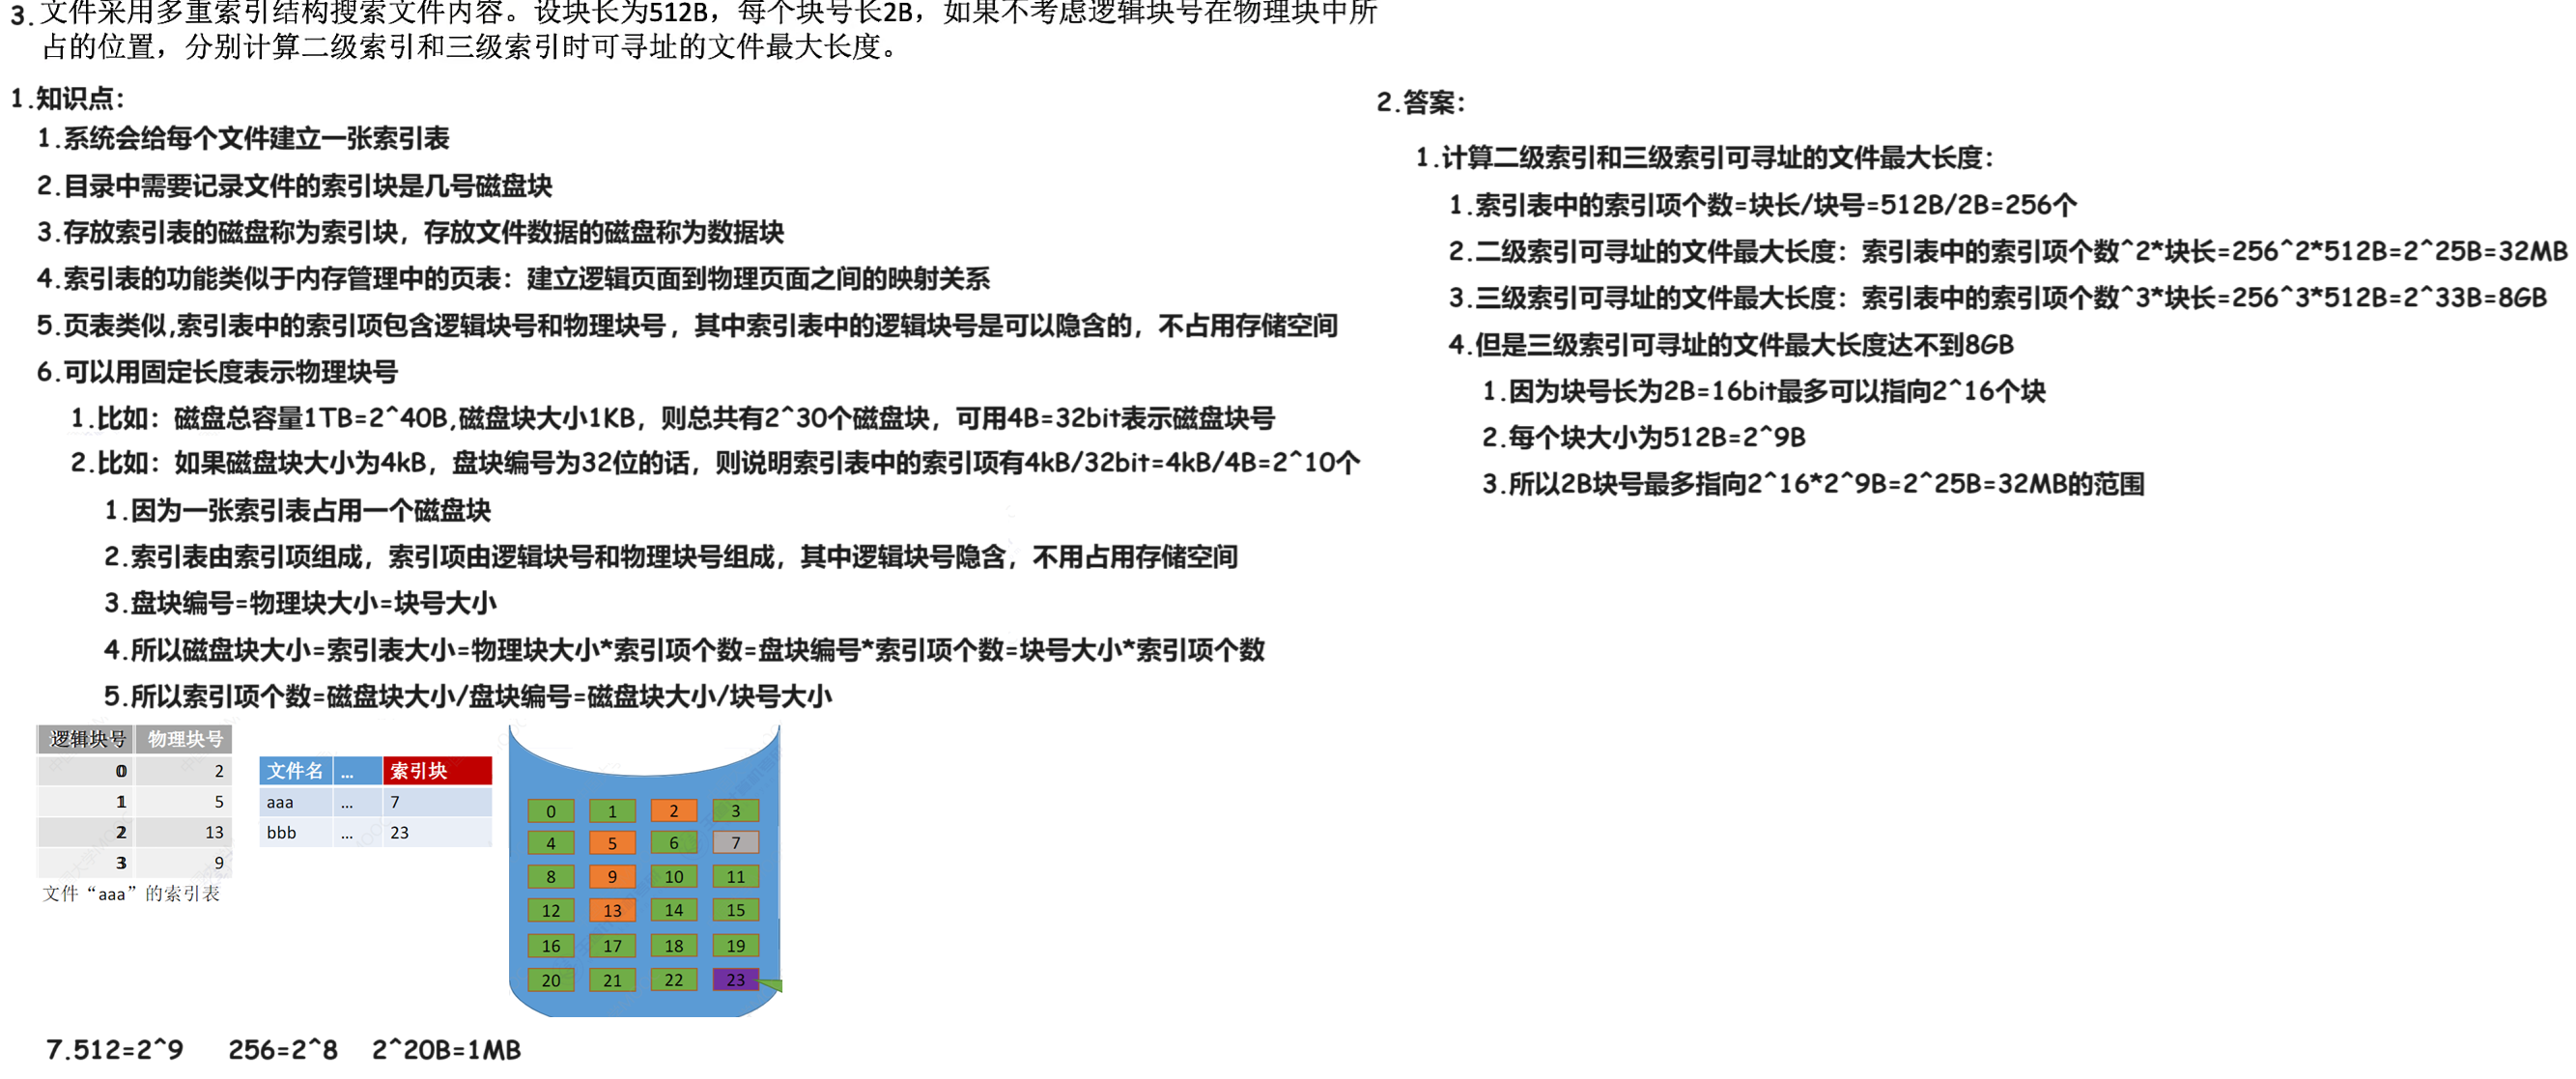 3. 文件采用多重索引结构搜索文件内容。设块长为512B，每个块号长2B，如果不考虑逻辑块号在物理块中所
占的位置，分别计算二级索引和三级索引时可寻址的文件最大长度。
1.知识点：
1.系统会给每个文件建立一张索引表
2.目录中需要记录文件的索引块是几号磁盘块
3.存放索引表的磁盘称为索引块，存放文件数据的磁盘称为数据块
4.索引表的功能类似于内存管理中的页表：建立逻辑页面到物理页面之间的映射关系
5.页表类似,索引表中的索引项包含逻辑块号和物理块号，其中索引表中的逻辑块号是可以隐含的，不占用存储空间
6.可以用固定长度表示物理块号
1.比如：磁盘总容量1TB=2^40B,磁盘块大小1KB，则总共有2^30个磁盘块，可用4B=32bit表示磁盘块号
2.比如：如果磁盘块大小为4kB，盘块编号为32位的话，则说明索引表中的索引项有4kB/32bit=4kB/4B=2^10个
1.因为一张索引表占用一个磁盘块
2.索引表由索引项组成，索引项由逻辑块号和物理块号组成，其中逻辑块号隐含，不用占用存储空间
3.盘块编号=物理块大小=块号大小
4.所以磁盘块大小=索引表大小=物理块大小*索引项个数=盘块编号*索引项个数=块号大小*索引项个数
5.所以索引项个数=磁盘块大小/盘块编号=磁盘块大小/块号大小
逻辑块号 物理块号
0 2
1 5
2 13
3 9
文件“aaa”的索引表
文件名 ... 索引块
aaa ... 7
bbb ... 23
0 1 2 3
4 5 6 7
8 9 10 11
12 13 14 15
16 17 18 19
20 21 22 23
7.512=2^9 256=2^8 2^20B=1MB
2.答案：
1.计算二级索引和三级索引可寻址的文件最大长度：
1.索引表中的索引项个数=块长/块号=512B/2B=256个
2.二级索引可寻址的文件最大长度：索引表中的索引项个数^2*块长=256^2*512B=2^25B=32MB
3.三级索引可寻址的文件最大长度：索引表中的索引项个数^3*块长=256^3*512B=2^33B=8GB
4.但是三级索引可寻址的文件最大长度达不到8GB
1.因为块号长为2B=16bit最多可以指向2^16个块
2.每个块大小为512B=2^9B
3.所以2B块号最多指向2^16*2^9B=2^25B=32MB的范围